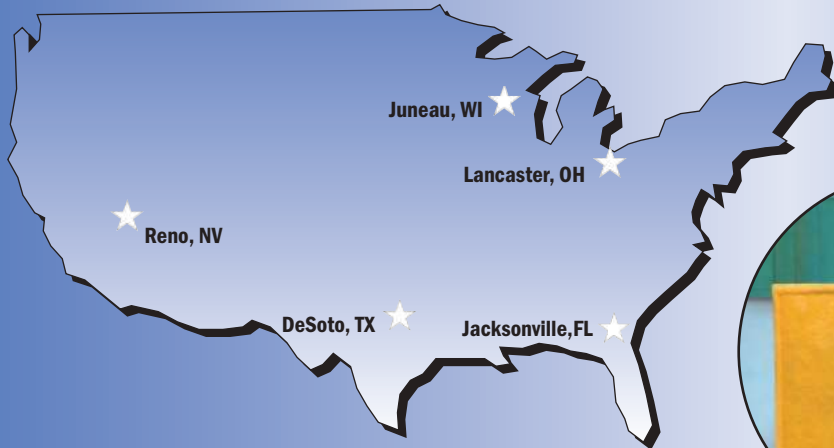 Juneau, WI
Lancaster, OH
Reno, NV
DeSoto, TX
Jacksonville,FL